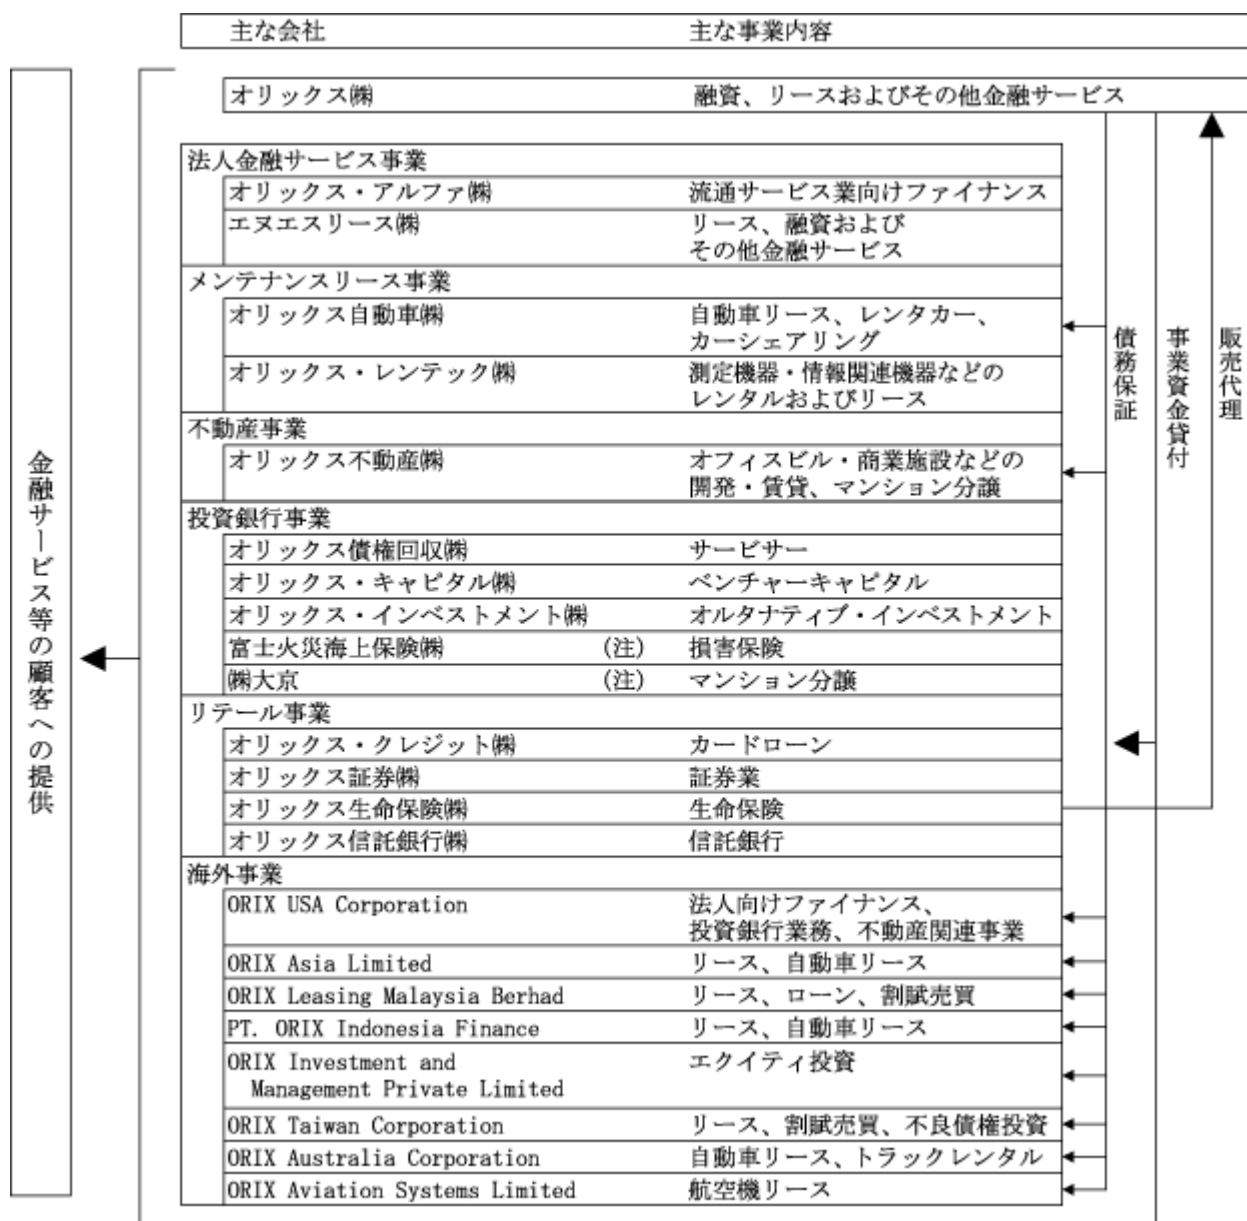 主な会社 主な事業内容
オリックス㈱ 融資、リースおよびその他金融サービス
法人金融サービス事業
オリックス・アルファ㈱ 流通サービス業向けファイナンス
エヌエスリース㈱ リース、融資および
その他金融サービス
メンテナンスリース事業
オリックス自動車㈱ 自動車リース、レンタカー、
カーシェアリング
オリックス・レンテック㈱ 測定機器・情報関連機器などの
レンタルおよびリース
不動産事業
オリックス不動産㈱ オフィスビル・商業施設などの
開発・賃貸、マンション分譲
投資銀行事業
オリックス債権回収㈱ サービサー
オリックス・キャピタル㈱ ベンチャーキャピタル
オリックス・インベストメント㈱ オルタナティブ・インベストメント
富士火災海上保険㈱ (注) 損害保険
㈱大京 (注) マンション分譲
リテール事業
オリックス・クレジット㈱ カードローン
オリックス証券㈱ 証券業
オリックス生命保険㈱ 生命保険
オリックス信託銀行㈱ 信託銀行
海外事業
ORIX USA Corporation 法人向けファイナンス、
投資銀行業務、不動産関連事業
ORIX Asia Limited リース、自動車リース
ORIX Leasing Malaysia Berhad リース、ローン、割賦売買
PT. ORIX Indonesia Finance リース、自動車リース
ORIX Investment and エクイティ投資
Management Private Limited
ORIX Taiwan Corporation リース、割賦売買、不良債権投資
ORIX Australia Corporation 自動車リース、トラックレンタル
ORIX Aviation Systems Limited 航空機リース
金融サービス等の顧客への提供
債務保証
事業資金貸付
販売代理